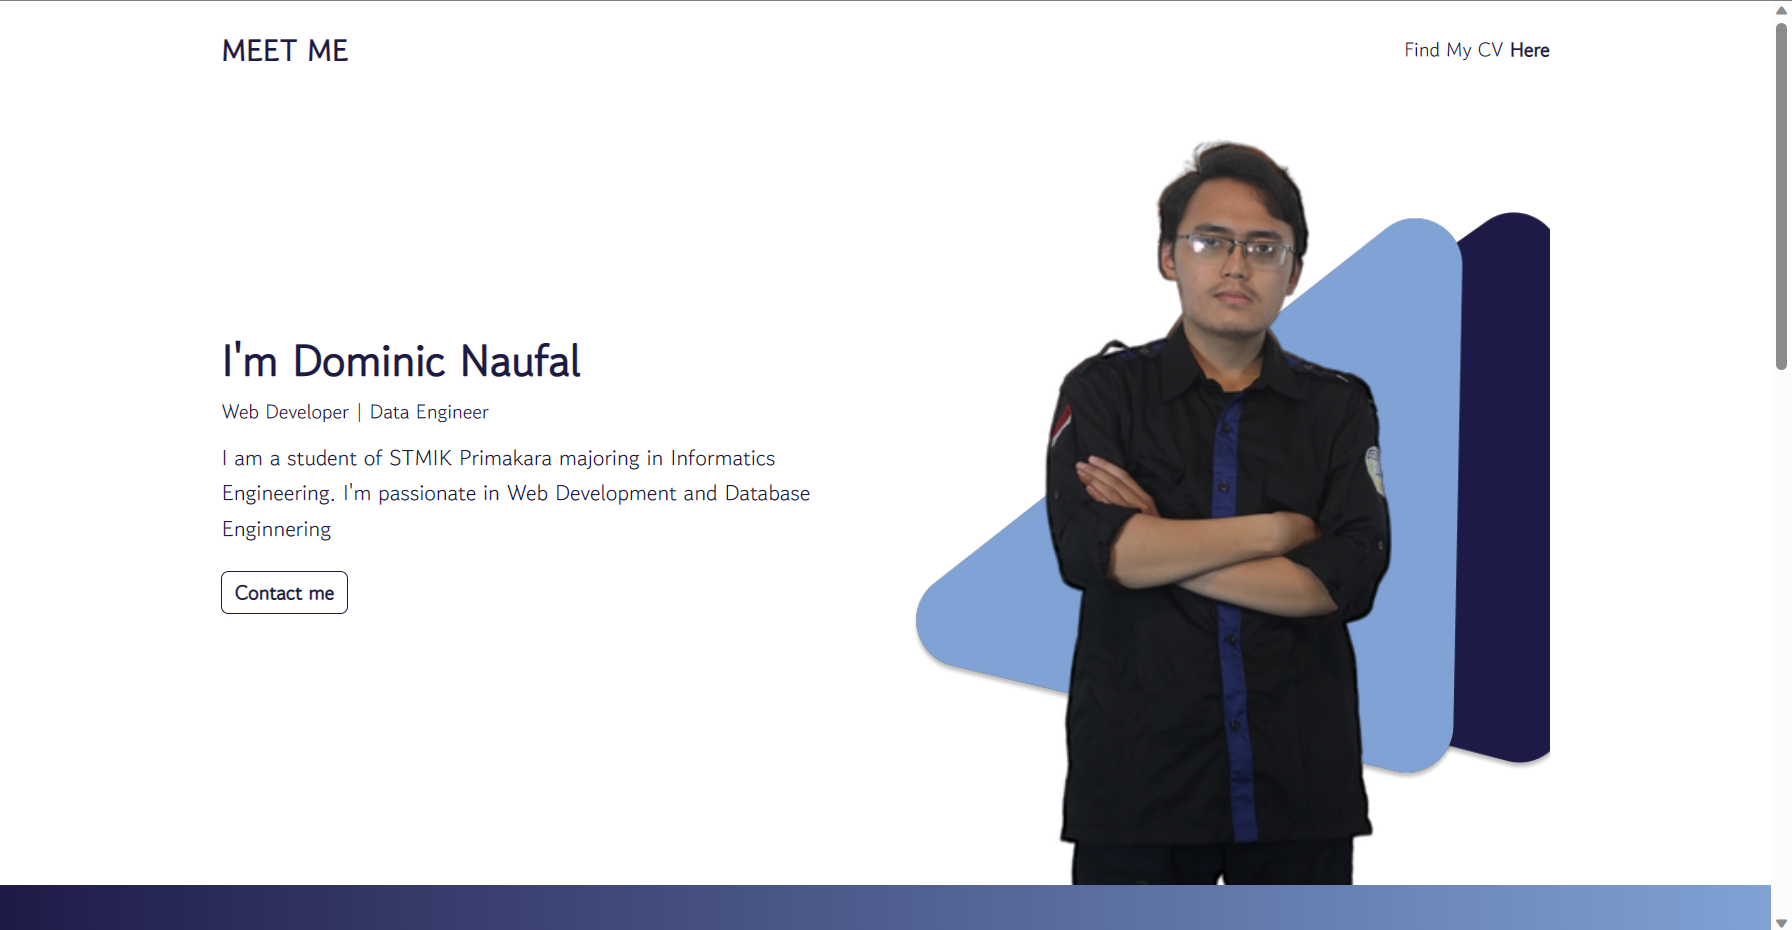 MEET ME
Find My CV Here
I'm Dominic Naufal
Web Developer | Data Engineer
I am a student of STMIK Primakara majoring in Informatics
Engineering. I'm passionate in Web Development and Database
Enginnering
Contact me